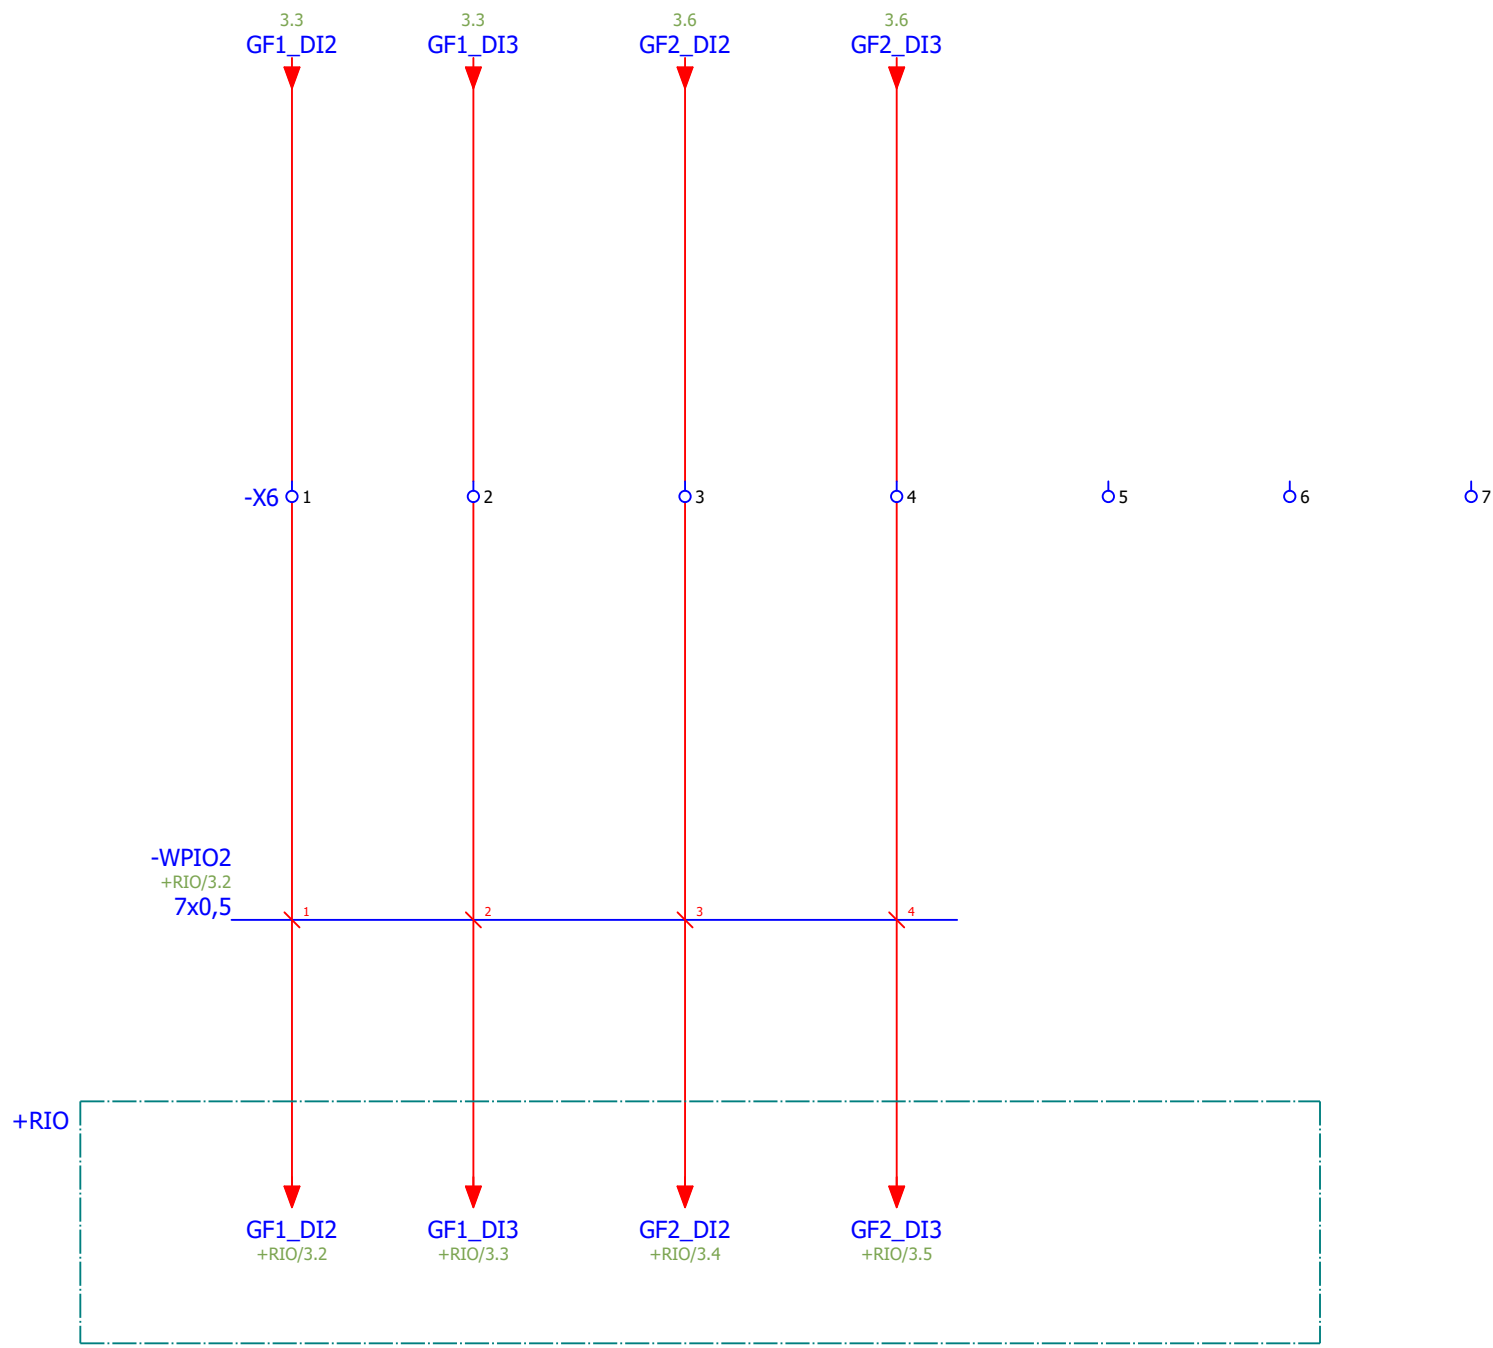 3.3 3.3 3.6 3.6
GF1_DI2 GF1_DI3 GF2_DI2 GF2_DI3
-X6 1 2 3 4 5 6 7
-WPIO2
+RIO/3.2
7x0,5 1 2 3 4
+RIO
GF1_DI2 GF1_DI3 GF2_DI2 GF2_DI3
+RIO/3.2 +RIO/3.3 +RIO/3.4 +RIO/3.5